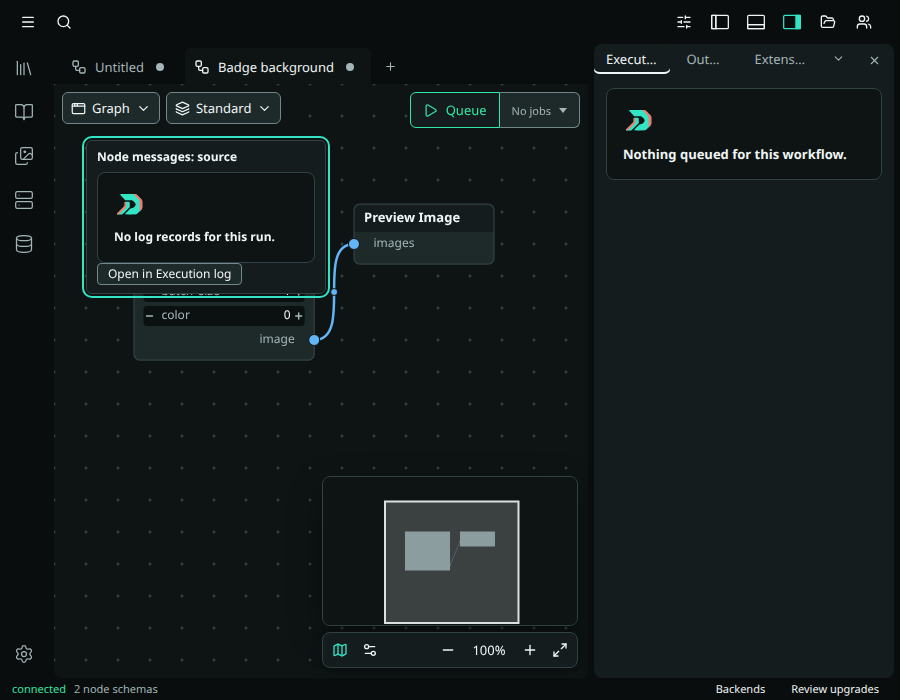 Untitled
Badge background
Execut...
Out...
Extens...
Graph
Standard
Queue
No jobs
Nothing queued for this workflow.
Node messages: source
No log records for this run.
Open in Execution log
Preview Image
images
color
0
image
100%
connected
2 node schemas
Backends
Review upgrades